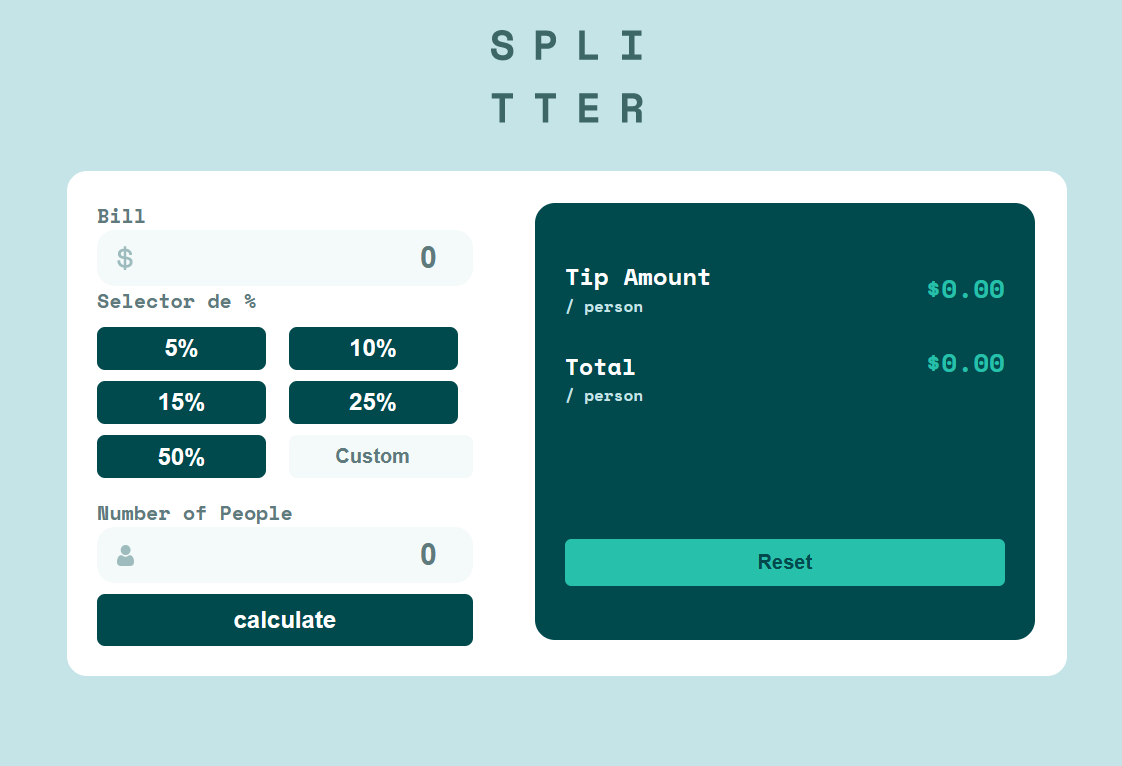 S P L I
T T E R
Bill
$ 0
Selector de %
5% 10%
15% 25%
50% Custom
Number of People
0
calculate
Tip Amount
/ person
$0.00
Total
/ person
$0.00
Reset